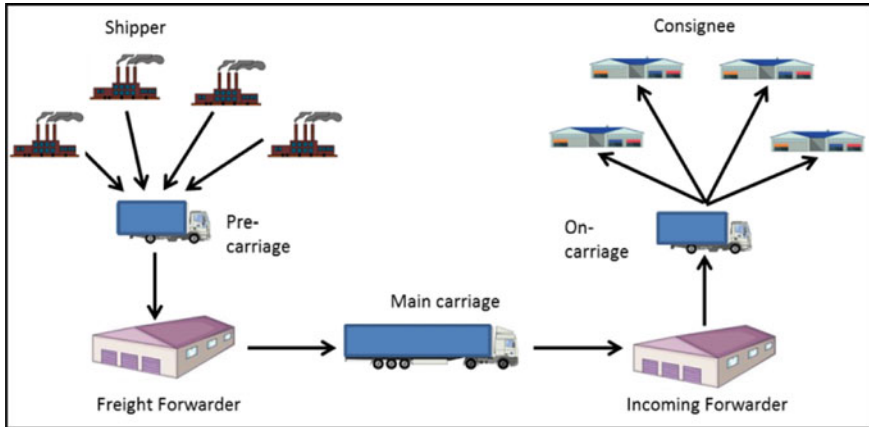 Shipper
Consignee
Pre-
carriage
On-
carriage
Main carriage
Freight Forwarder
Incoming Forwarder